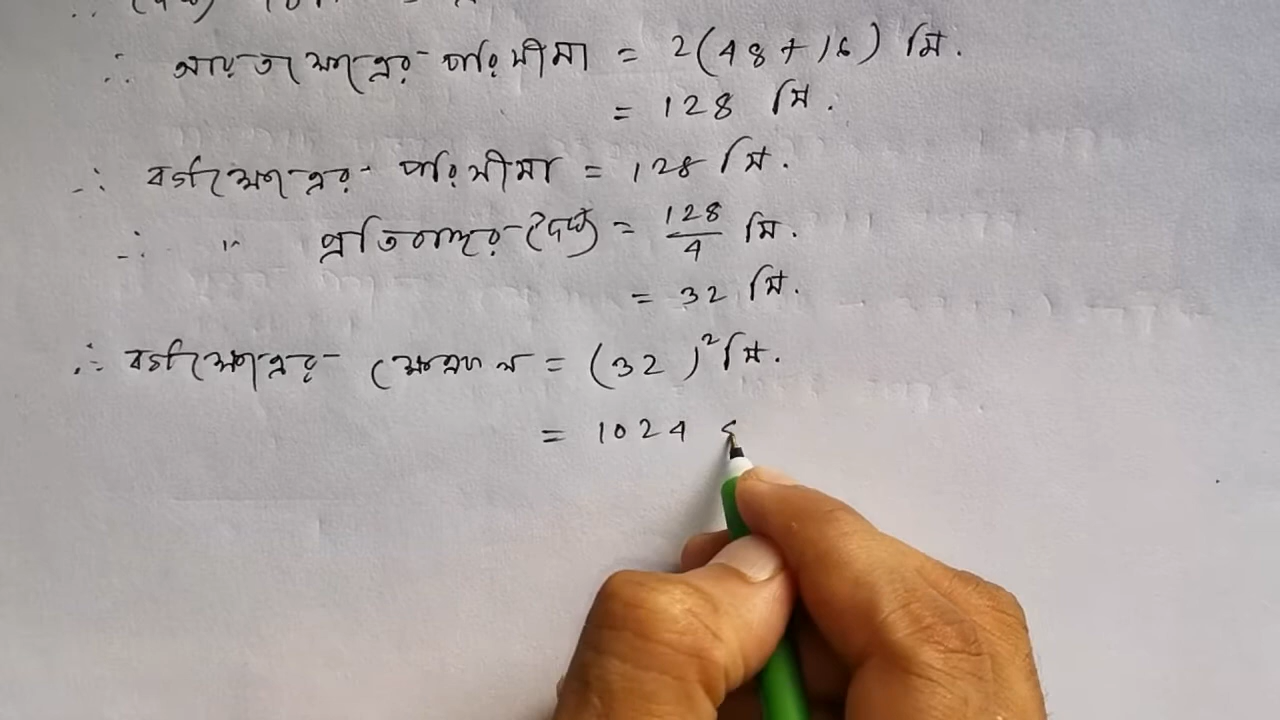 ∴ আয়তক্ষেত্রের পরিসীমা = 2(48 + 16) মি.
= 128 মি.
∴ বর্গক্ষেত্রের পরিসীমা = 128 মি.
∴ " প্রতিবাহুর দৈর্ঘ্য = 128/4 মি.
= 32 মি.
∴ বর্গক্ষেত্রের ক্ষেত্রফল = (32)² মি.
= 1024